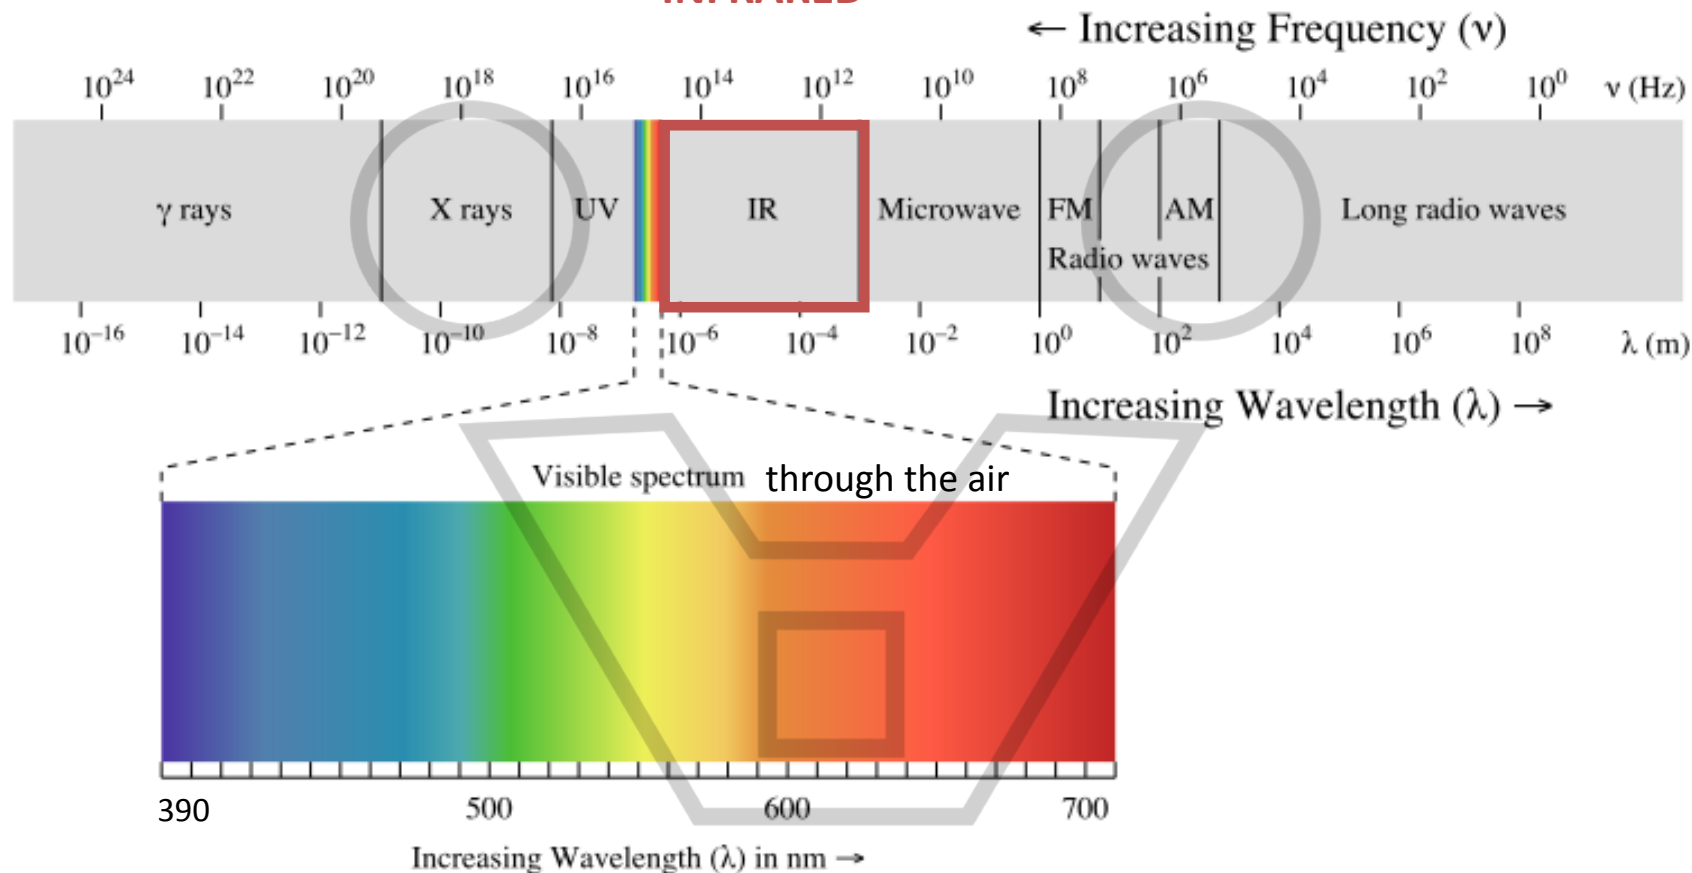 INFRARED
← Increasing Frequency (ν)
10²⁴ 10²² 10²⁰ 10¹⁸ 10¹⁶ 10¹⁴ 10¹² 10¹⁰ 10⁸ 10⁶ 10⁴ 10² 10⁰ ν (Hz)
γ rays X rays UV IR Microwave FM AM Long radio waves
Radio waves
10⁻¹⁶ 10⁻¹⁴ 10⁻¹² 10⁻¹⁰ 10⁻⁸ 10⁻⁶ 10⁻⁴ 10⁻² 10⁰ 10² 10⁴ 10⁶ 10⁸ λ (m)
Increasing Wavelength (λ) →
Visible spectrum through the air
390 500 600 700
Increasing Wavelength (λ) in nm →